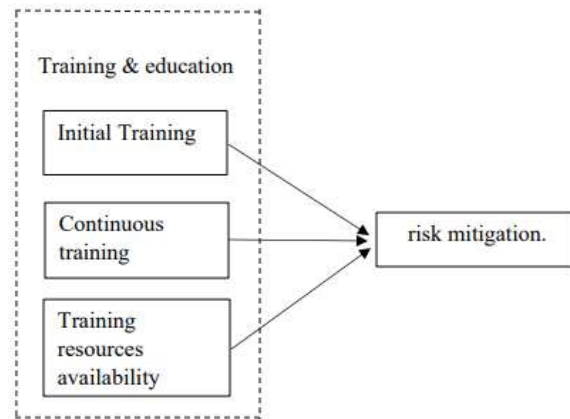 Training & education
Initial Training
Continuous
training
risk mitigation.
Training
resources
availability